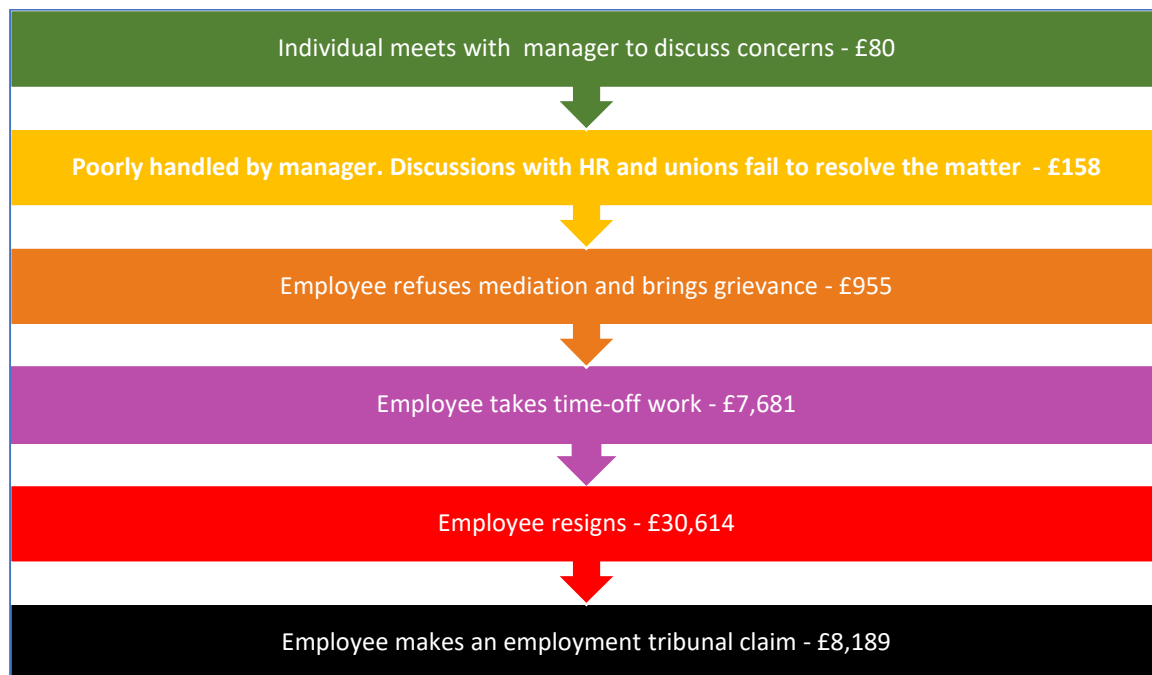 Individual meets with  manager to discuss concerns - £80
Poorly handled by manager. Discussions with HR and unions fail to resolve the matter  - £158
Employee refuses mediation and brings grievance - £955
Employee takes time-off work - £7,681
Employee resigns - £30,614
Employee makes an employment tribunal claim - £8,189